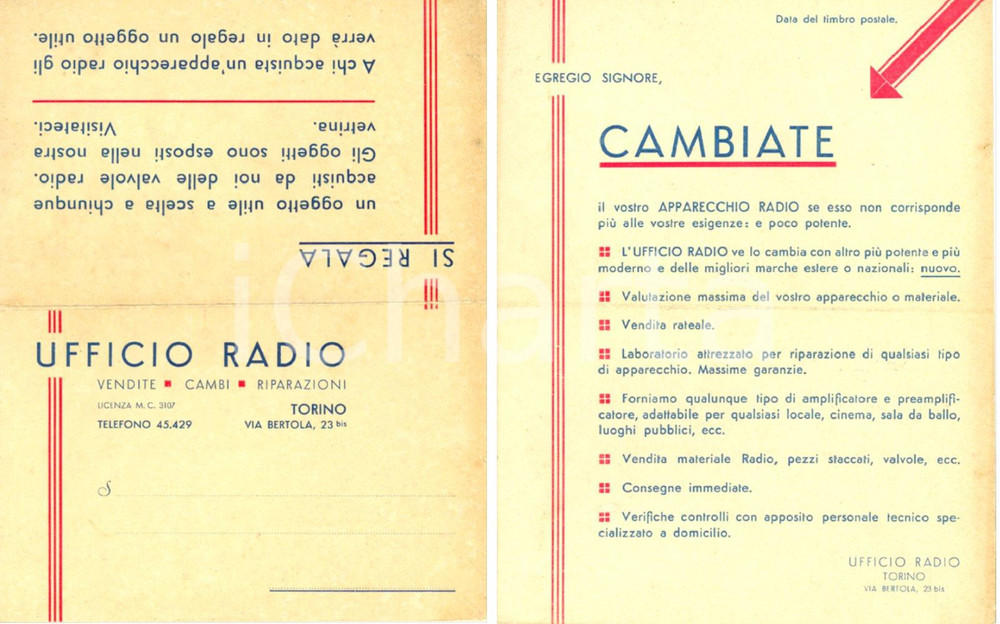 SI REGALA
un oggetto utile a scelta a chiunque
acquisti da noi delle valvole radio.
Gli oggetti sono esposti nella nostra
vetrina. Visitateci.
A chi acquista un'apparecchio radio gli
verrà dato in regalo un oggetto utile.
UFFICIO RADIO
VENDITE CAMBI RIPARAZIONI
LICENZA M. C. 3107 TORINO
TELEFONO 45.429 VIA BERTOLA, 23 bis
S
Data del timbro postale.
EGREGIO SIGNORE,
CAMBIATE
il vostro APPARECCHIO RADIO se esso non corrisponde
più alle vostre esigenze: e poco potente.
L'UFFICIO RADIO ve lo cambia con altro più potente e più
moderno e delle migliori marche estere o nazionali: nuovo.
Valutazione massima del vostro apparecchio o materiale.
Vendita rateale.
Laboratorio attrezzato per riparazione di qualsiasi tipo
di apparecchio. Massime garanzie.
Forniamo qualunque tipo di amplificatore e preamplifi-
catore, adattabile per qualsiasi locale, cinema, sala da ballo,
luoghi pubblici, ecc.
Vendita materiale Radio, pezzi staccati, valvole, ecc.
Consegne immediate.
Verifiche controlli con apposito personale tecnico spe-
cializzato a domicilio.
UFFICIO RADIO
TORINO
VIA BERTOLA, 23 bis
iCharta